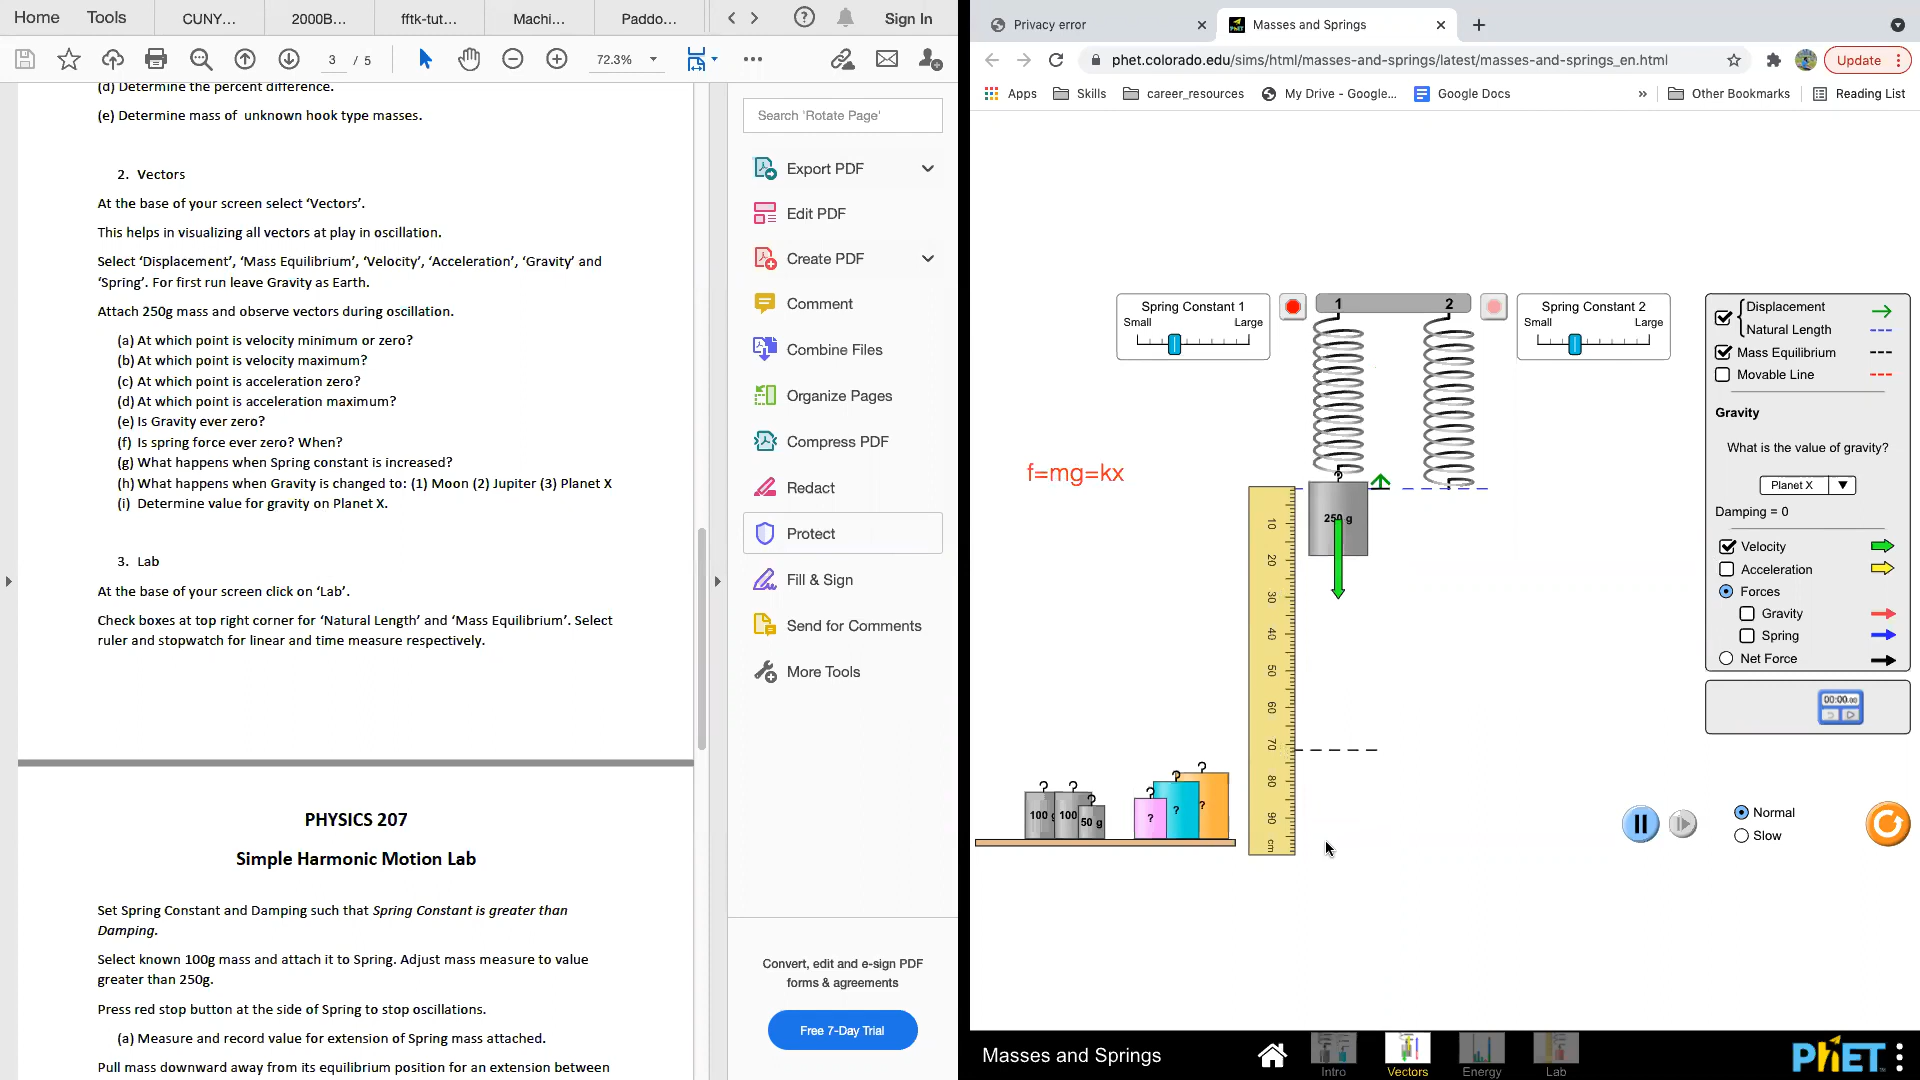 Home
Tools
CUNY...
2000B...
fftk-tut...
Machi...
Paddo...
Sign In
3 / 5
72.3%
(d) Determine the percent difference.
(e) Determine mass of unknown hook type masses.
2. Vectors
At the base of your screen select ‘Vectors’.
This helps in visualizing all vectors at play in oscillation.
Select ‘Displacement’, ‘Mass Equilibrium’, ‘Velocity’, ‘Acceleration’, ‘Gravity’ and
‘Spring’. For first run leave Gravity as Earth.
Attach 250g mass and observe vectors during oscillation.
(a) At which point is velocity minimum or zero?
(b) At which point is velocity maximum?
(c) At which point is acceleration zero?
(d) At which point is acceleration maximum?
(e) Is Gravity ever zero?
(f) Is spring force ever zero? When?
(g) What happens when Spring constant is increased?
(h) What happens when Gravity is changed to: (1) Moon (2) Jupiter (3) Planet X
(i) Determine value for gravity on Planet X.
3. Lab
At the base of your screen click on ‘Lab’.
Check boxes at top right corner for ‘Natural Length’ and ‘Mass Equilibrium’. Select
ruler and stopwatch for linear and time measure respectively.
PHYSICS 207
Simple Harmonic Motion Lab
Set Spring Constant and Damping such that Spring Constant is greater than
Damping.
Select known 100g mass and attach it to Spring. Adjust mass measure to value
greater than 250g.
Press red stop button at the side of Spring to stop oscillations.
(a) Measure and record value for extension of Spring mass attached.
Pull mass downward away from its equilibrium position for an extension between
Search 'Rotate Page'
Export PDF
Edit PDF
Create PDF
Comment
Combine Files
Organize Pages
Compress PDF
Redact
Protect
Fill & Sign
Send for Comments
More Tools
Convert, edit and e-sign PDF
forms & agreements
Free 7-Day Trial
Privacy error
Masses and Springs
phet.colorado.edu/sims/html/masses-and-springs/latest/masses-and-springs_en.html
Update
Apps
Skills
career_resources
My Drive - Google...
Google Docs
»
Other Bookmarks
Reading List
Spring Constant 1
Small
Large
1
2
Spring Constant 2
Small
Large
f=mg=kx
250 g
10
20
30
40
50
60
70
80
90
cm
100 g
100
50 g
?
?
?
Displacement
Natural Length
Mass Equilibrium
Movable Line
Gravity
What is the value of gravity?
Planet X
Damping = 0
Velocity
Acceleration
Forces
Gravity
Spring
Net Force
00:00.00
Normal
Slow
Masses and Springs
Intro
Vectors
Energy
Lab
PhET